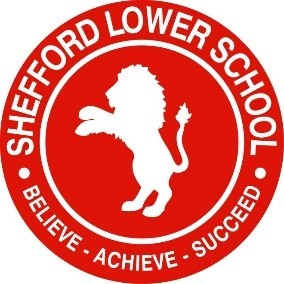 SHEFFORD LOWER SCHOOL
• BELIEVE - ACHIEVE - SUCCEED •